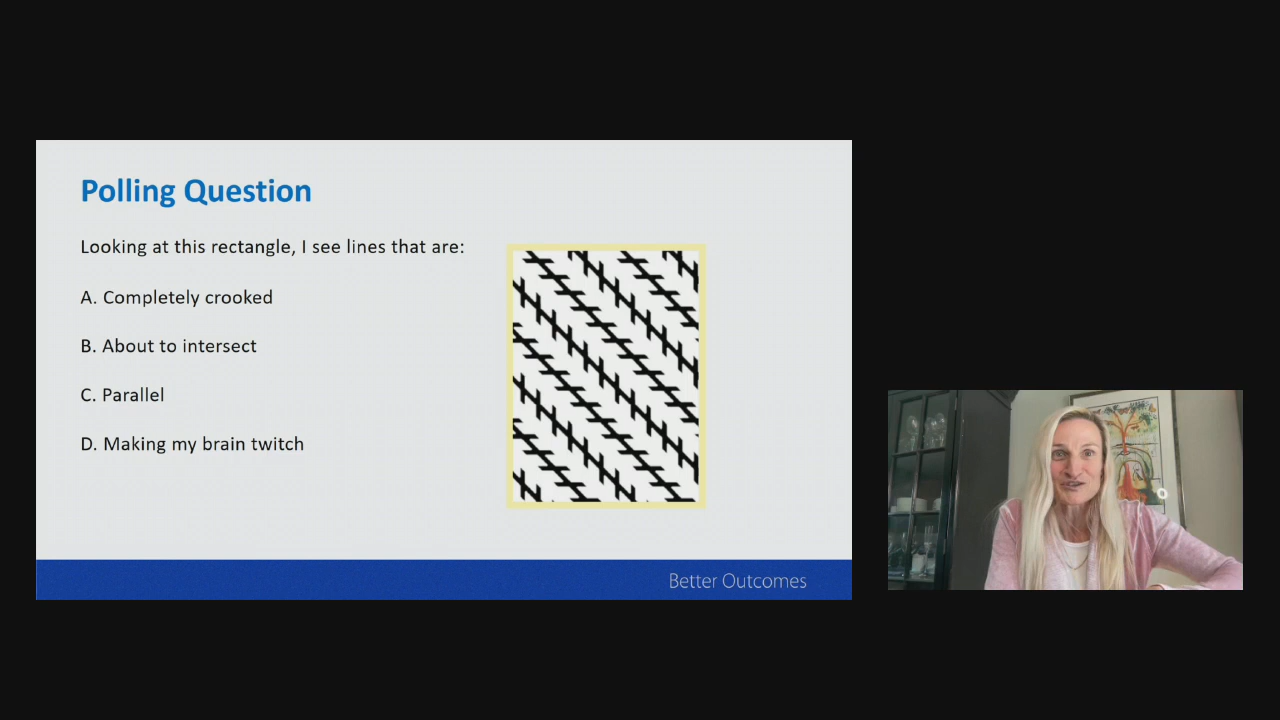 Polling Question
Looking at this rectangle, I see lines that are:
A. Completely crooked
B. About to intersect
C. Parallel
D. Making my brain twitch
Better Outcomes